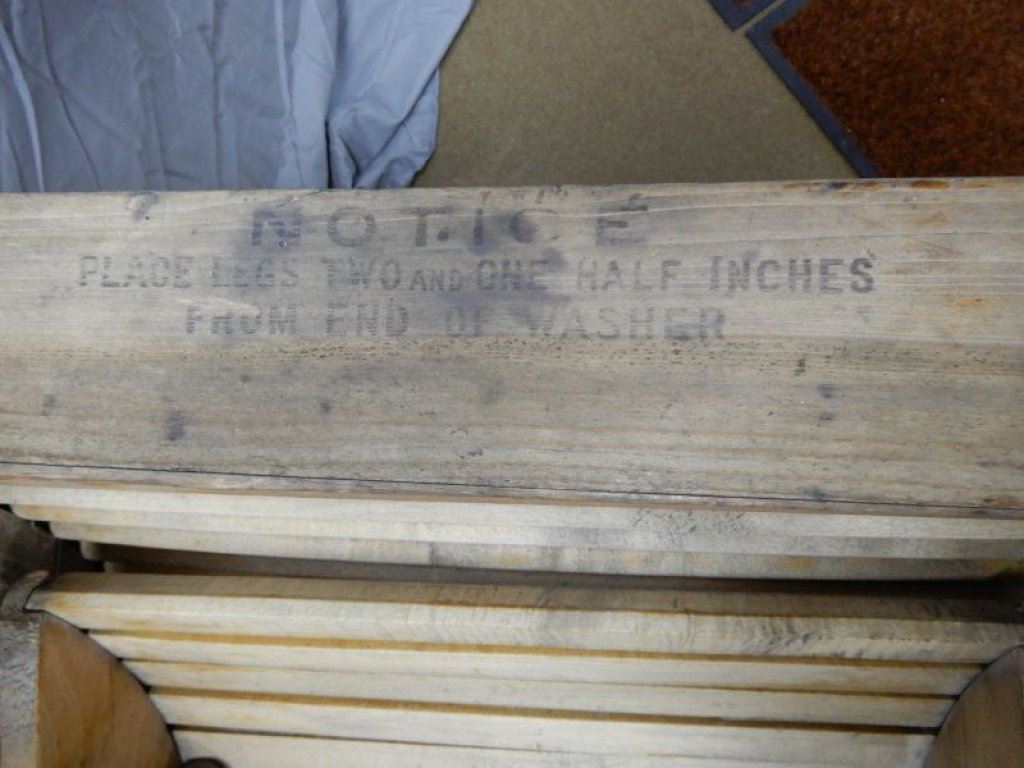 NOTICE
PLACE LEGS TWO AND ONE HALF INCHES
FROM END OF WASHER